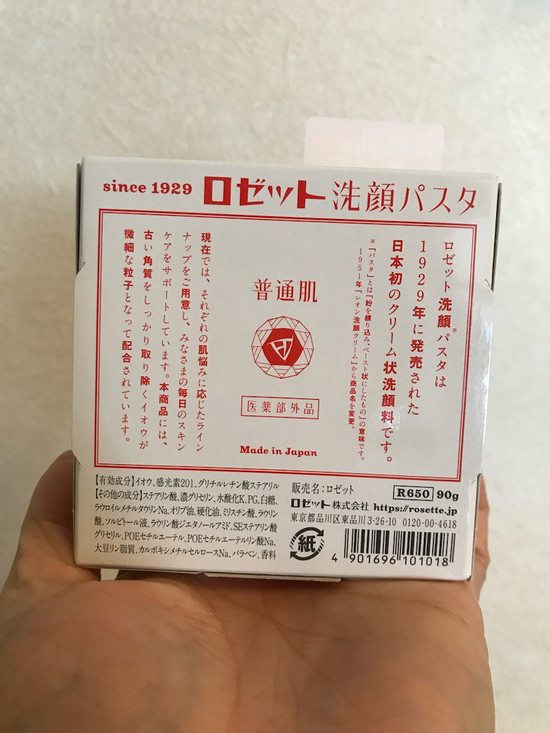 since 1929 ロゼット 洗顔パスタ
ロゼット洗顔※パスタは
1929年に発売された
日本初のクリーム状洗顔料です。
※「パスタ」とは「粉を練り込み、ペースト状にしたもの」の意味です。
1951年「レオン洗顔クリーム」から商品名を変更。
普通肌
医薬部外品
Made in Japan
現在では、それぞれの肌悩みに応じたライン
ナップをご用意し、みなさまの毎日のスキン
ケアをサポートしています。本商品には、
古い角質をしっかり取り除くイオウが
微細な粒子となって配合されています。
【有効成分】イオウ、感光素201、グリチルレチン酸ステアリル
【その他の成分】ステアリン酸、濃グリセリン、水酸化K、PG、白糖、
ラウロイルメチルタウリンNa、オリブ油、硬化油、ミリスチン酸、ラウリン
酸、ソルビトール液、ラウリン酸ジエタノールアミド、SEステアリン酸
グリセリル、POEセチルエーテル、POEセチルエーテルリン酸Na、
大豆リン脂質、カルボキシメチルセルロースNa、パラベン、香料
販売名:ロゼット R650 90g
ロゼット株式会社 https://rosette.jp
東京都品川区東品川3-26-10 0120-00-4618
紙
4 901696 101018